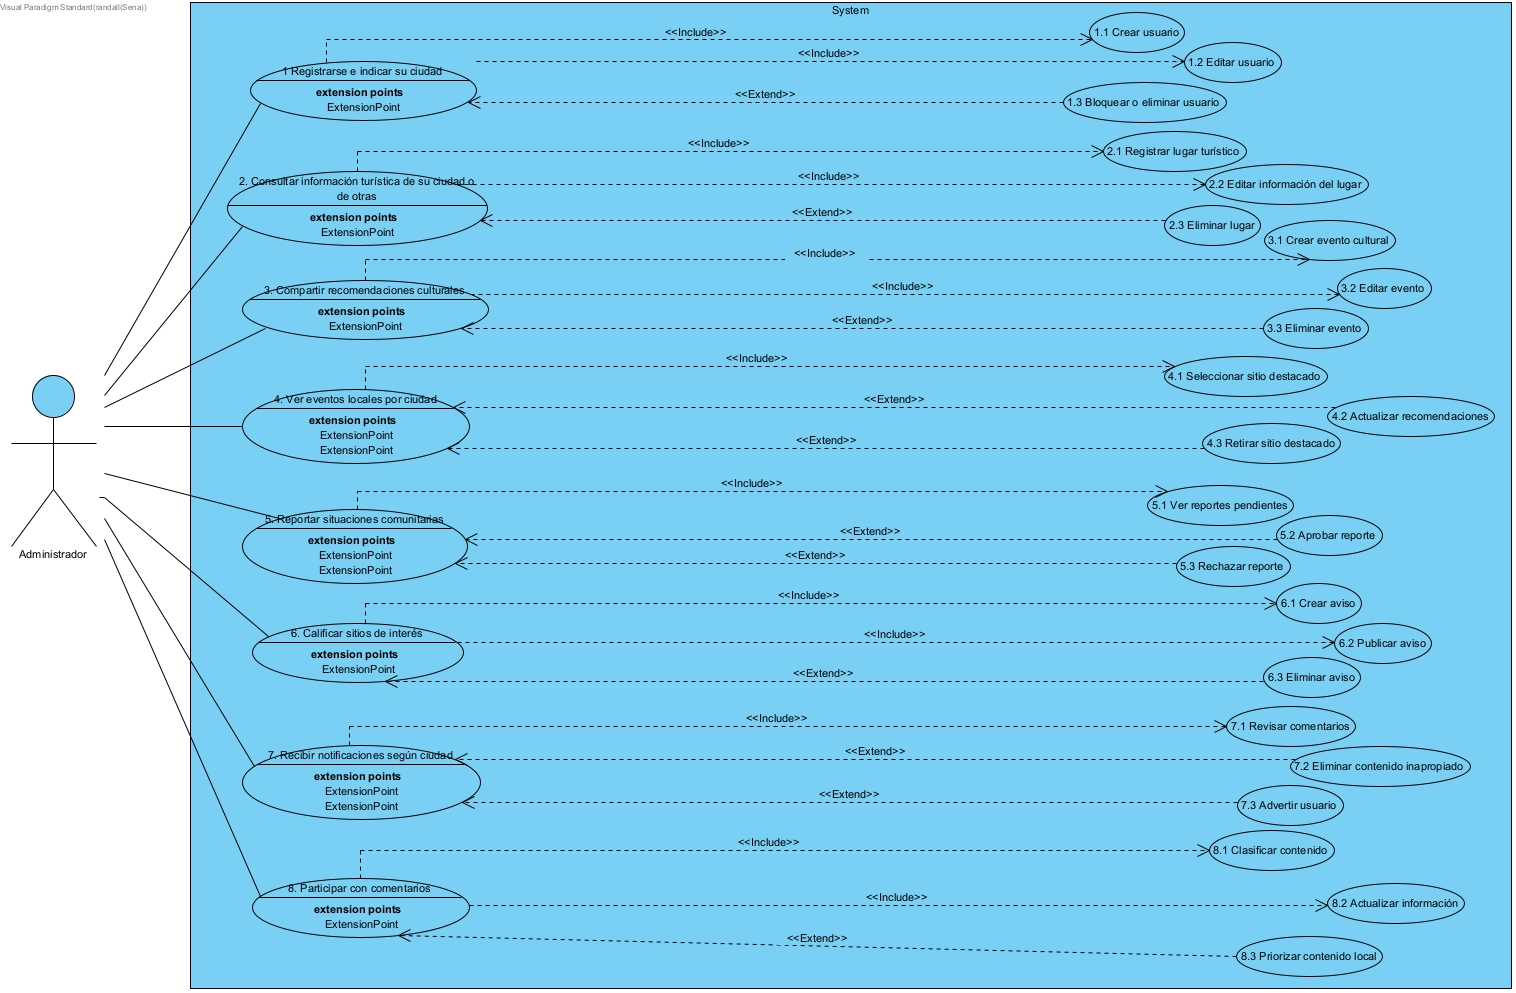 Visual Paradigm Standard(randall(Sena))
System
<<Include>>
1.1 Crear usuario
<<Include>>
1.2 Editar usuario
1 Registrarse e indicar su ciudad
extension points
ExtensionPoint
<<Extend>>
1.3 Bloquear o eliminar usuario
<<Include>>
2.1 Registrar lugar turístico
2. Consultar información turística de su ciudad o
de otras
extension points
ExtensionPoint
<<Include>>
2.2 Editar información del lugar
<<Extend>>
2.3 Eliminar lugar
<<Include>>
3.1 Crear evento cultural
3. Compartir recomendaciones culturales
extension points
ExtensionPoint
<<Include>>
3.2 Editar evento
<<Extend>>
3.3 Eliminar evento
<<Include>>
4.1 Seleccionar sitio destacado
4. Ver eventos locales por ciudad
extension points
ExtensionPoint
ExtensionPoint
<<Extend>>
4.2 Actualizar recomendaciones
<<Extend>>
4.3 Retirar sitio destacado
Administrador
<<Include>>
5.1 Ver reportes pendientes
5. Reportar situaciones comunitarias
extension points
ExtensionPoint
ExtensionPoint
<<Extend>>
5.2 Aprobar reporte
<<Extend>>
5.3 Rechazar reporte
<<Include>>
6.1 Crear aviso
6. Calificar sitios de interés
extension points
ExtensionPoint
<<Include>>
6.2 Publicar aviso
<<Extend>>
6.3 Eliminar aviso
<<Include>>
7.1 Revisar comentarios
7. Recibir notificaciones según ciudad
extension points
ExtensionPoint
ExtensionPoint
<<Extend>>
7.2 Eliminar contenido inapropiado
<<Extend>>
7.3 Advertir usuario
<<Include>>
8.1 Clasificar contenido
8. Participar con comentarios
extension points
ExtensionPoint
<<Include>>
8.2 Actualizar información
<<Extend>>
8.3 Priorizar contenido local